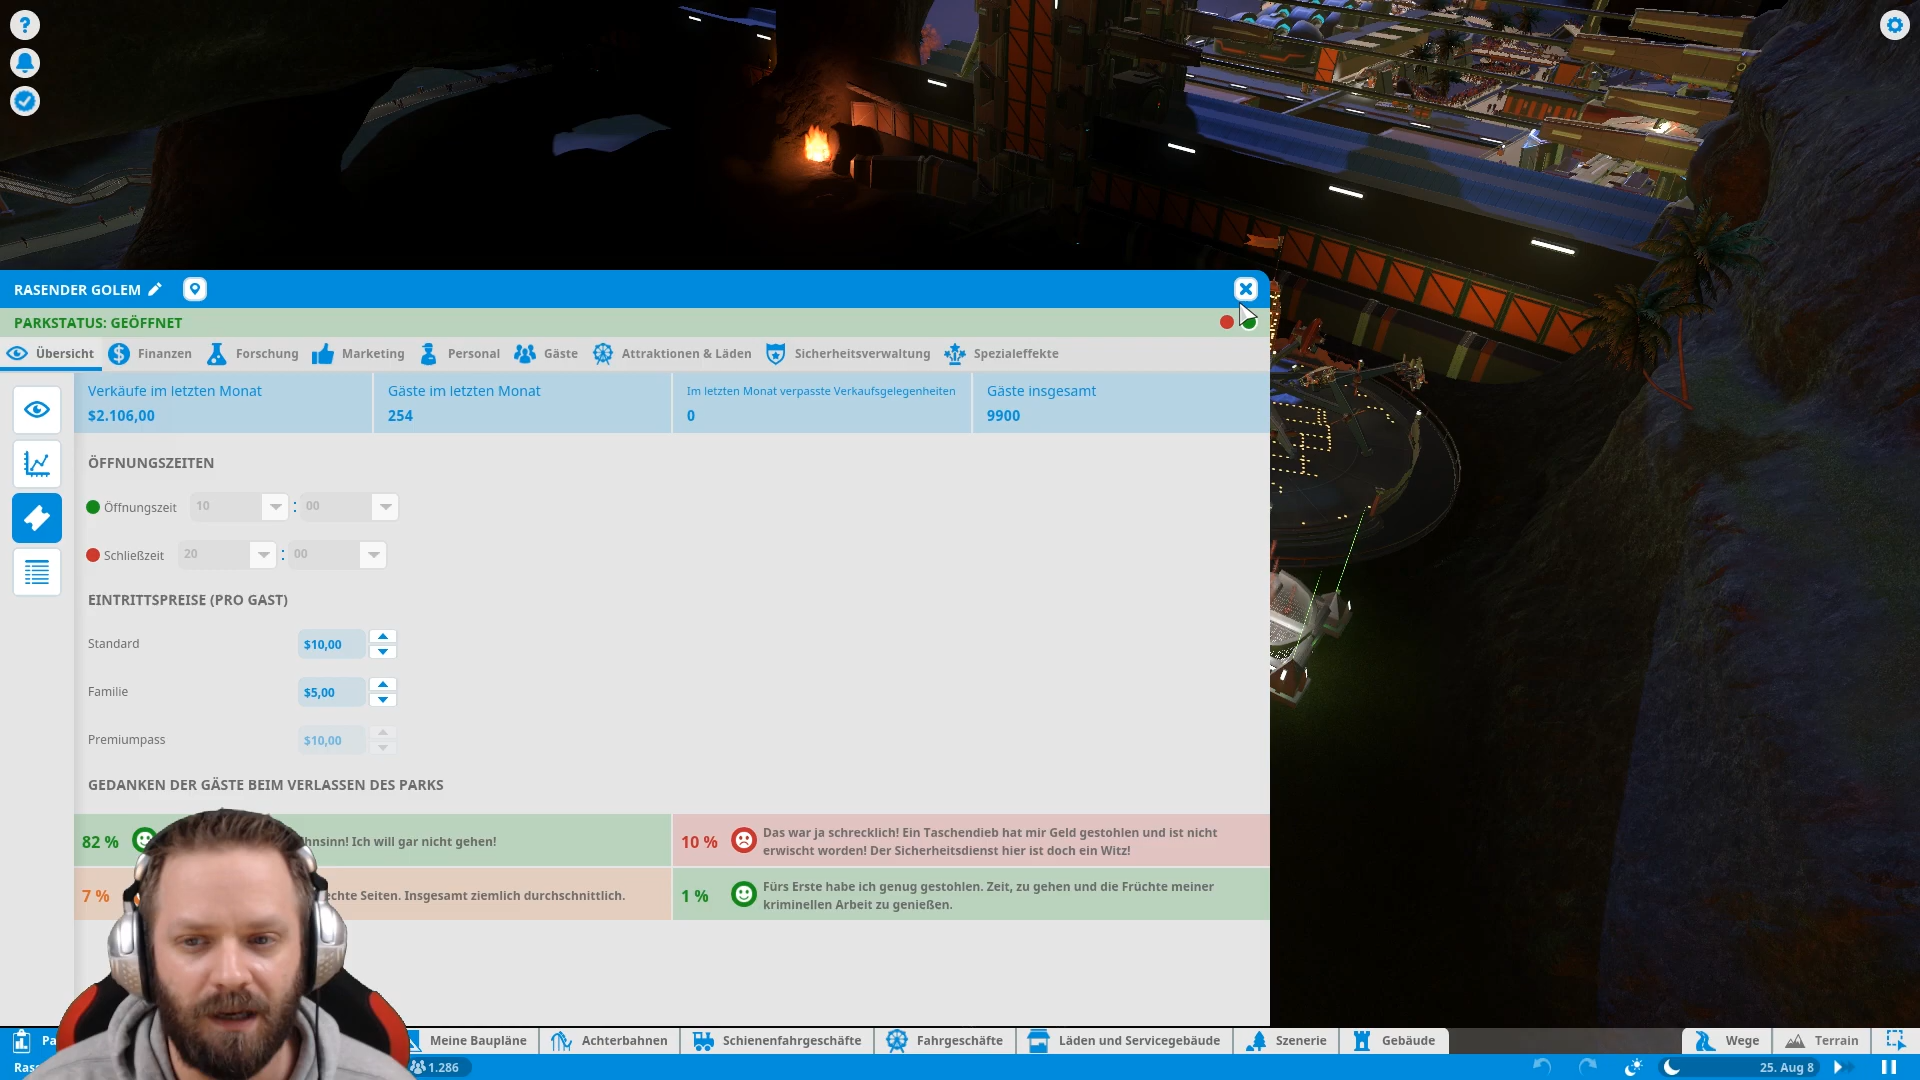 ?
RASENDER GOLEM
PARKSTATUS: GEÖFFNET
Übersicht
Finanzen
Forschung
Marketing
Personal
Gäste
Attraktionen & Läden
Sicherheitsverwaltung
Spezialeffekte
Verkäufe im letzten Monat
$2.106,00
Gäste im letzten Monat
254
Im letzten Monat verpasste Verkaufsgelegenheiten
0
Gäste insgesamt
9900
ÖFFNUNGSZEITEN
Öffnungszeit 10 : 00
Schließzeit 20 : 00
EINTRITTSPREISE (PRO GAST)
Standard $10,00
Familie $5,00
Premiumpass $10,00
GEDANKEN DER GÄSTE BEIM VERLASSEN DES PARKS
82 % Ich will gar nicht gehen!
10 % Das war ja schrecklich! Ein Taschendieb hat mir Geld gestohlen und ist nicht
erwischt worden! Der Sicherheitsdienst hier ist doch ein Witz!
7 % Seiten. Insgesamt ziemlich durchschnittlich.
1 % Fürs Erste habe ich genug gestohlen. Zeit, zu gehen und die Früchte meiner
kriminellen Arbeit zu genießen.
Meine Baupläne
Achterbahnen
Schienenfahrgeschäfte
Fahrgeschäfte
Läden und Servicegebäude
Szenerie
Gebäude
Wege
Terrain
1.286
25. Aug 8